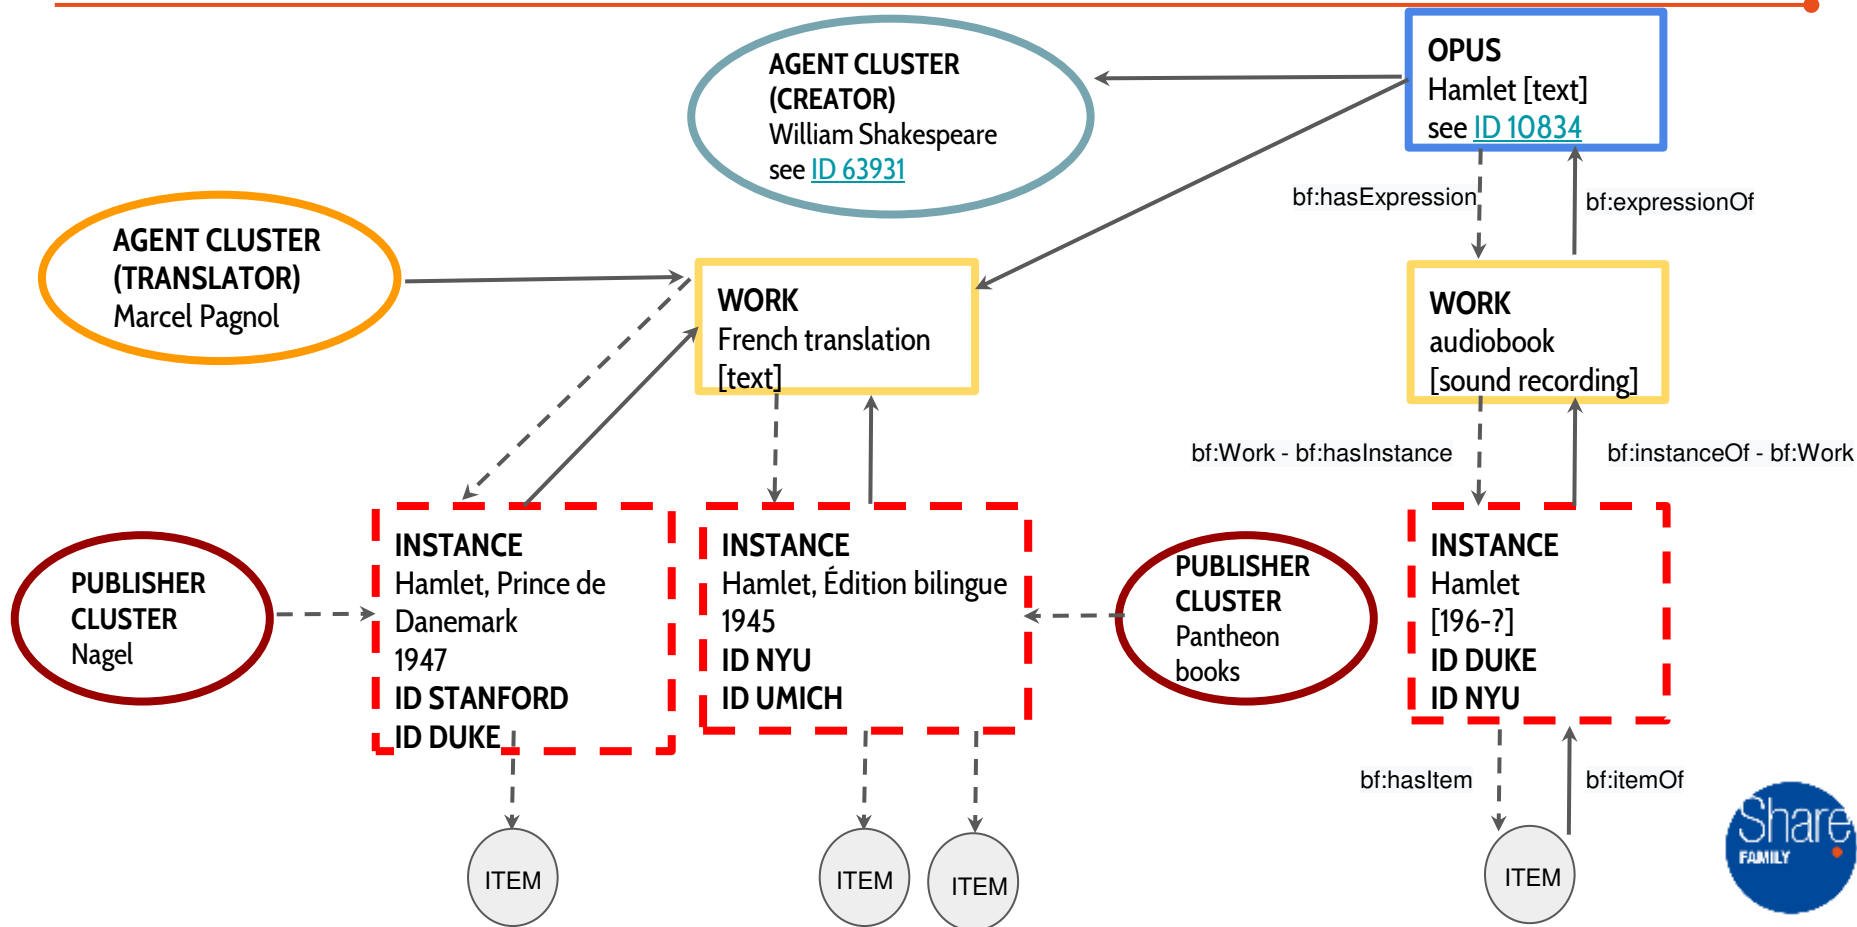 AGENT CLUSTER
(CREATOR)
William Shakespeare
see ID 63931
OPUS
Hamlet [text]
see ID 10834
bf:hasExpression
bf:expressionOf
AGENT CLUSTER
(TRANSLATOR)
Marcel Pagnol
WORK
French translation
[text]
WORK
audiobook
[sound recording]
bf:Work - bf:hasInstance
bf:instanceOf - bf:Work
PUBLISHER
CLUSTER
Nagel
INSTANCE
Hamlet, Prince de
Danemark
1947
ID STANFORD
ID DUKE
INSTANCE
Hamlet, Édition bilingue
1945
ID NYU
ID UMICH
PUBLISHER
CLUSTER
Pantheon
books
INSTANCE
Hamlet
[196-?]
ID DUKE
ID NYU
bf:hasItem
bf:itemOf
ITEM
ITEM
ITEM
ITEM
Share
FAMILY